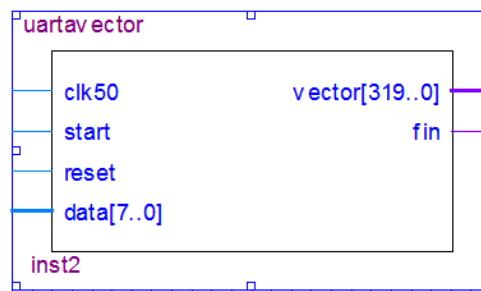 uartavector
clk50
vector[319..0]
start
fin
reset
data[7..0]
inst2